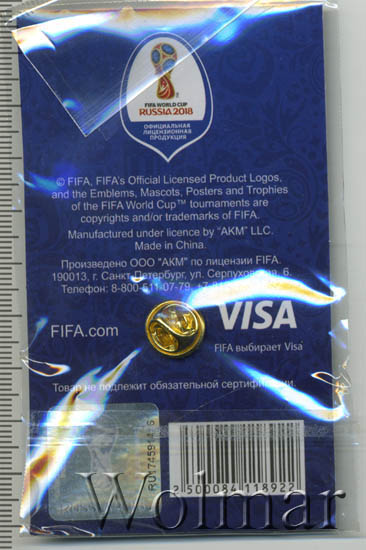 FIFA WORLD CUP
RUSSIA 2018
ОФИЦИАЛЬНАЯ
ЛИЦЕНЗИОННАЯ
ПРОДУКЦИЯ
© FIFA, FIFA's Official Licensed Product Logos,
and the Emblems, Mascots, Posters and Trophies
of the FIFA World Cup™ tournaments are
copyrights and/or trademarks of FIFA.
Manufactured under licence by "AKM" LLC.
Made in China.
Произведено ООО "АКМ" по лицензии FIFA.
190013, г. Санкт-Петербург, ул. Серпуховская, 6.
Телефон: 8-800-511-07-79,
FIFA.com
VISA
FIFA выбирает Visa
Товар не подлежит обязательной сертификации.
2 500084 118922
Wolmar